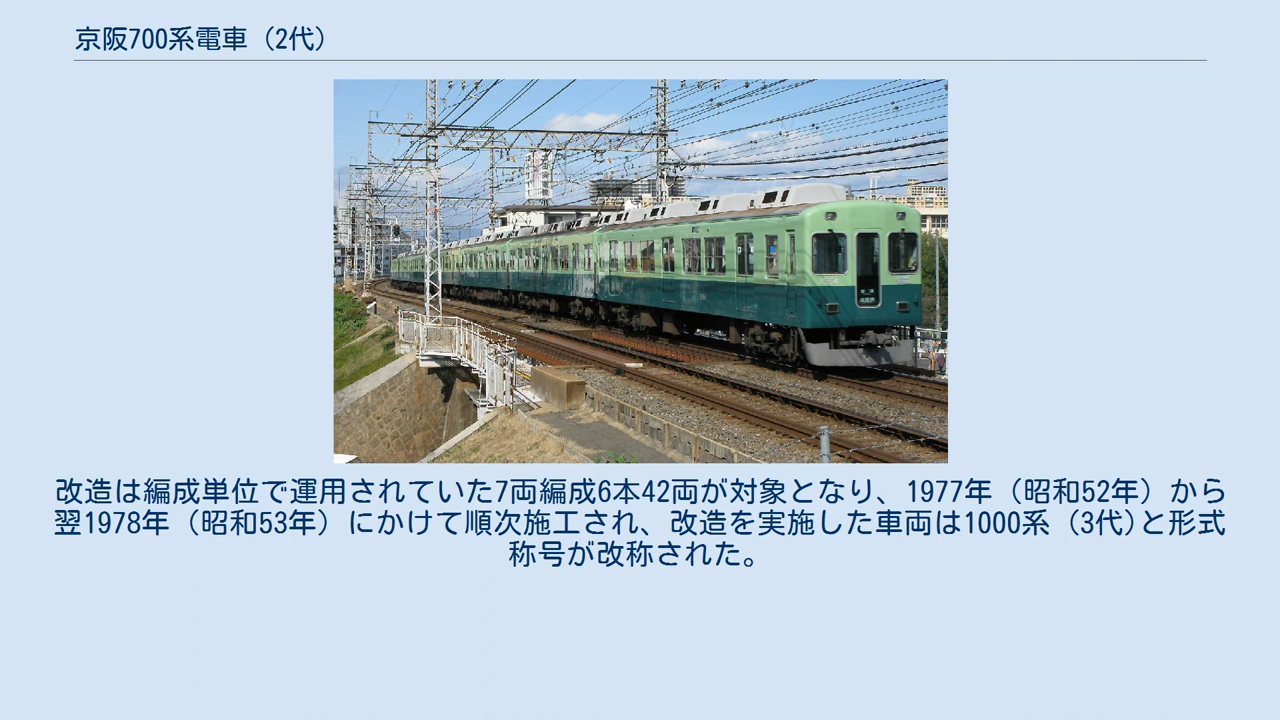 京阪700系電車（2代）
改造は編成単位で運用されていた7両編成6本42両が対象となり、1977年（昭和52年）から
翌1978年（昭和53年）にかけて順次施工され、改造を実施した車両は1000系（3代)と形式
称号が改称された。